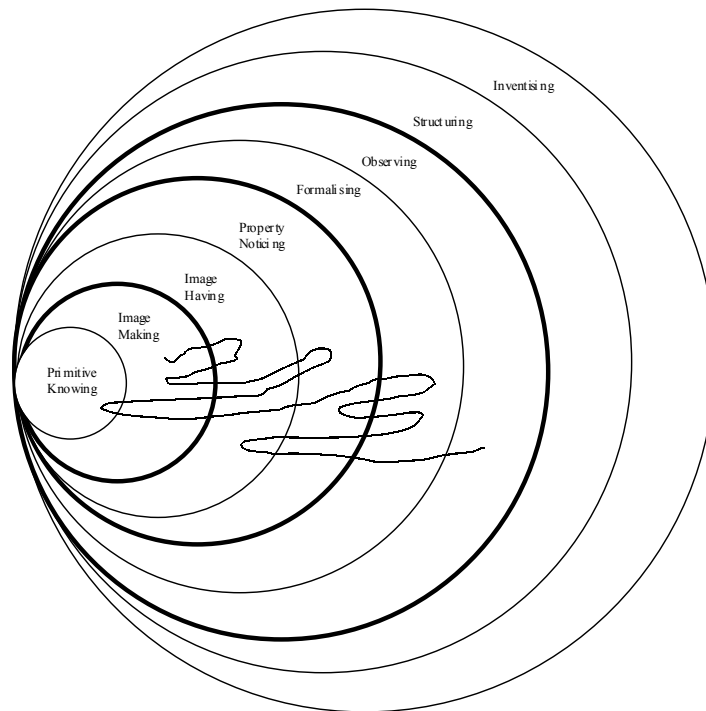 Inventising
Structuring
Observing
Formalising
Property
Noticing
Image
Having
Image
Making
Primitive
Knowing